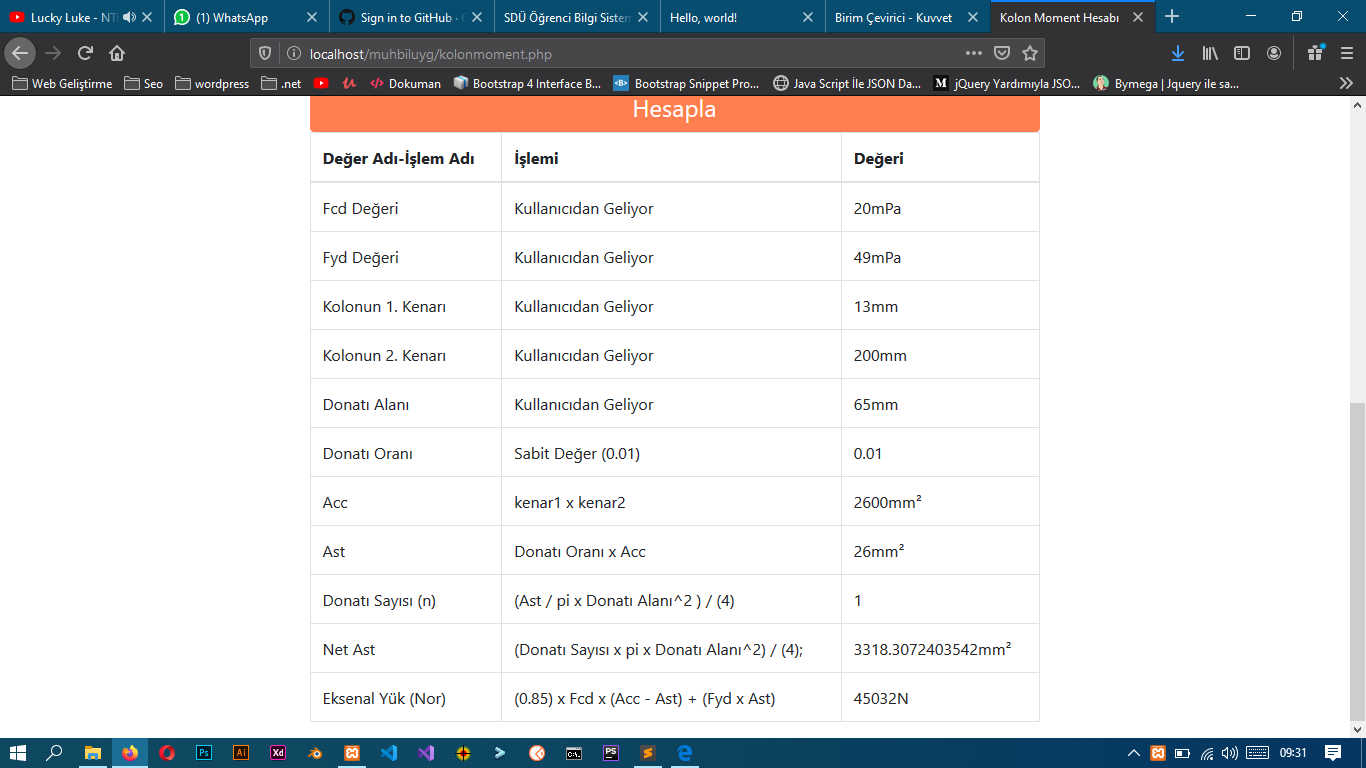 Lucky Luke - NTI
(1) WhatsApp
Sign in to GitHub · G
SDÜ Öğrenci Bilgi Sistem
Hello, world!
Birim Çevirici - Kuvvet
Kolon Moment Hesabı
localhost/muhbiluyg/kolonmoment.php
Web Geliştirme
Seo
wordpress
.net
Dokuman
Bootstrap 4 Interface B...
Bootstrap Snippet Pro...
Java Script İle JSON Da...
jQuery Yardımıyla JSO...
Bymega | Jquery ile sa...
Hesapla
Değer Adı-İşlem Adı İşlemi Değeri
Fcd Değeri Kullanıcıdan Geliyor 20mPa
Fyd Değeri Kullanıcıdan Geliyor 49mPa
Kolonun 1. Kenarı Kullanıcıdan Geliyor 13mm
Kolonun 2. Kenarı Kullanıcıdan Geliyor 200mm
Donatı Alanı Kullanıcıdan Geliyor 65mm
Donatı Oranı Sabit Değer (0.01) 0.01
Acc kenar1 x kenar2 2600mm²
Ast Donatı Oranı x Acc 26mm²
Donatı Sayısı (n) (Ast / pi x Donatı Alanı^2 ) / (4) 1
Net Ast (Donatı Sayısı x pi x Donatı Alanı^2) / (4); 3318.3072403542mm²
Eksenal Yük (Nor) (0.85) x Fcd x (Acc - Ast) + (Fyd x Ast) 45032N
09:31